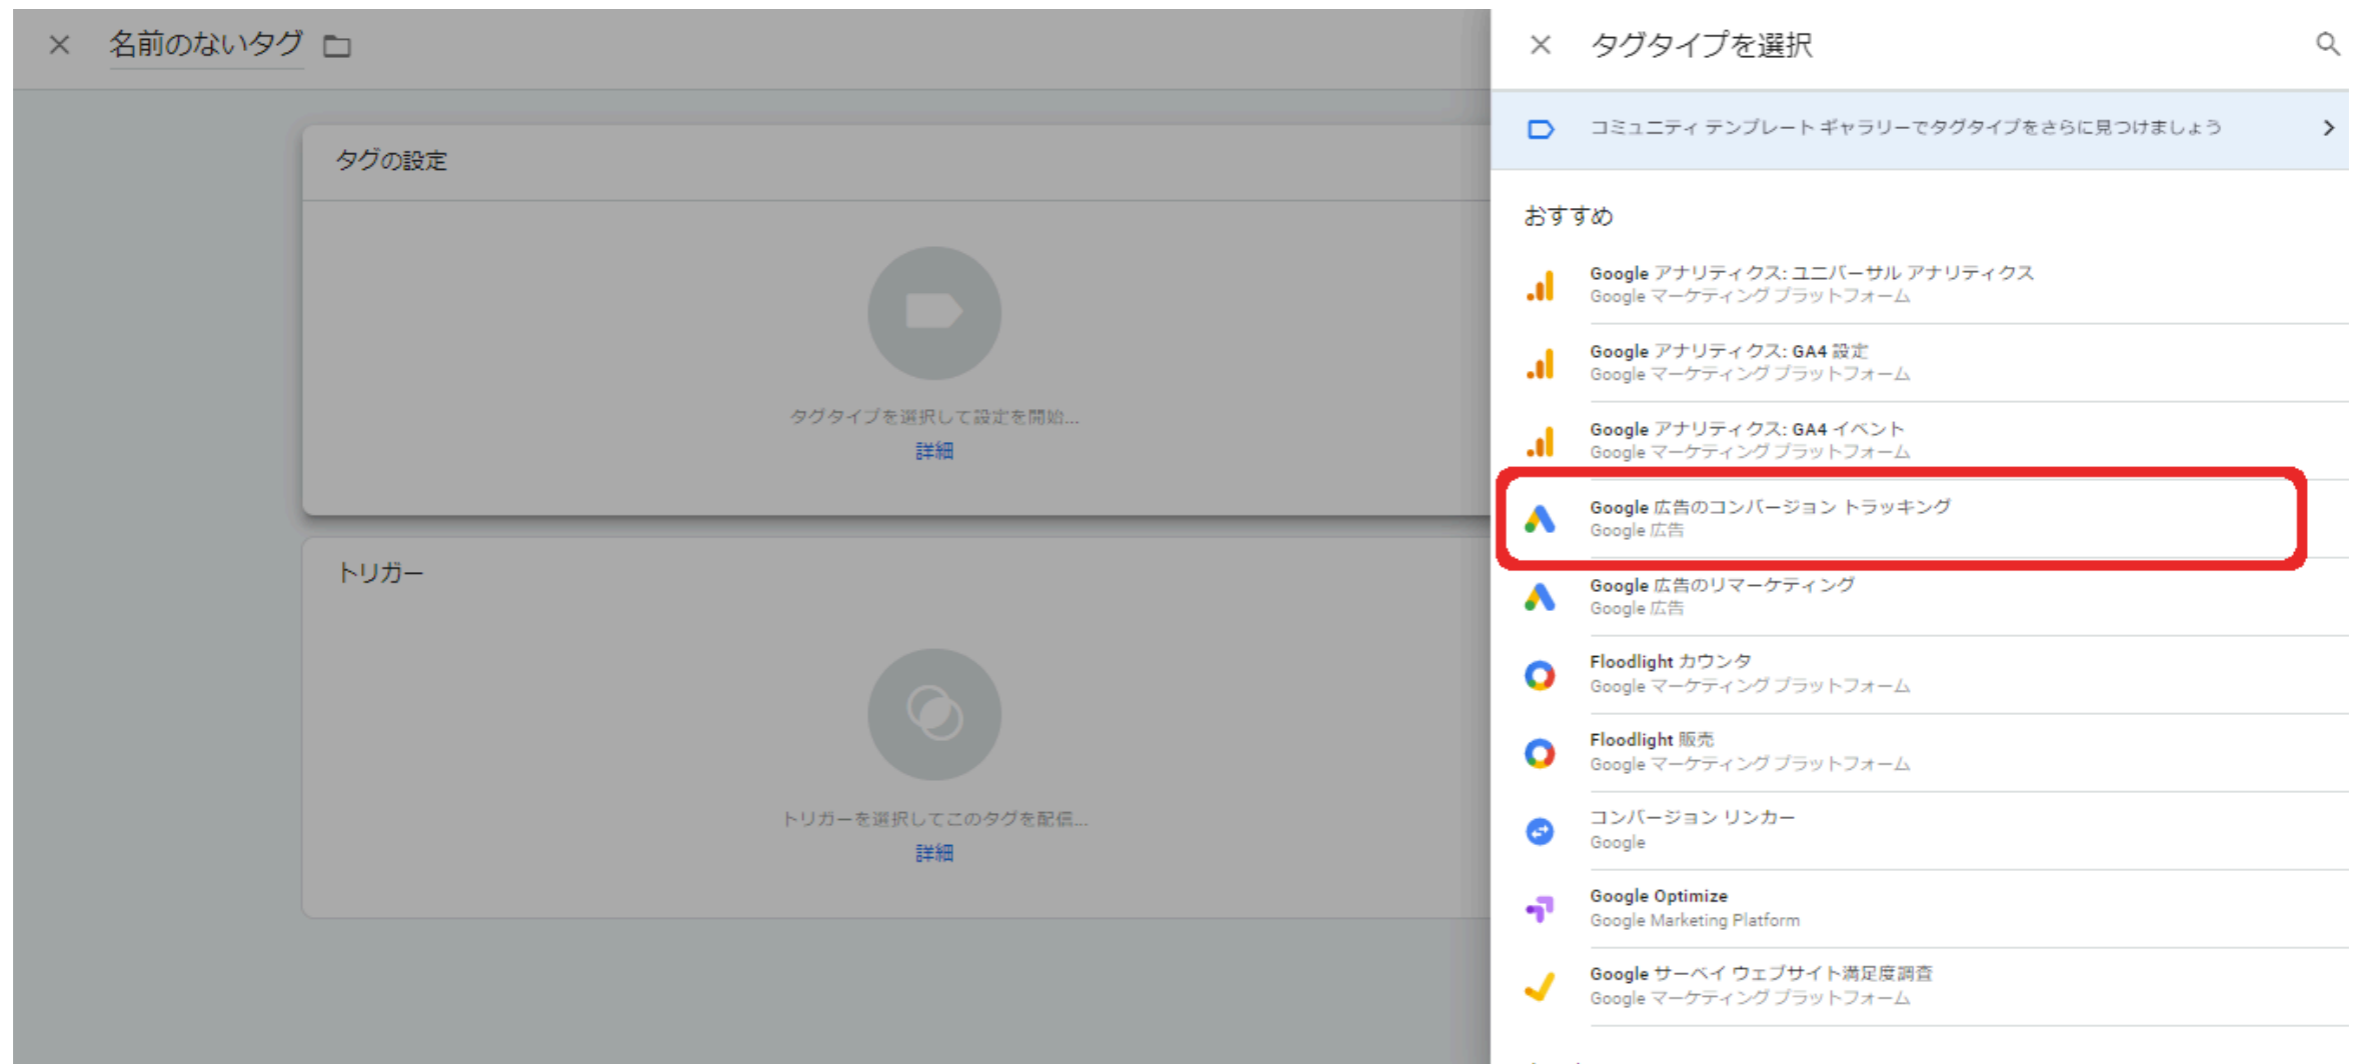 名前のないタグ
タグの設定
タグタイプを選択して設定を開始...
詳細
トリガー
トリガーを選択してこのタグを配信...
詳細
タグタイプを選択
コミュニティ テンプレート ギャラリーでタグタイプをさらに見つけましょう
おすすめ
Google アナリティクス: ユニバーサル アナリティクス
Google マーケティング プラットフォーム
Google アナリティクス: GA4 設定
Google マーケティング プラットフォーム
Google アナリティクス: GA4 イベント
Google マーケティング プラットフォーム
Google 広告のコンバージョン トラッキング
Google 広告
Google 広告のリマーケティング
Google 広告
Floodlight カウンタ
Google マーケティング プラットフォーム
Floodlight 販売
Google マーケティング プラットフォーム
コンバージョン リンカー
Google
Google Optimize
Google Marketing Platform
Google サーベイ ウェブサイト満足度調査
Google マーケティング プラットフォーム